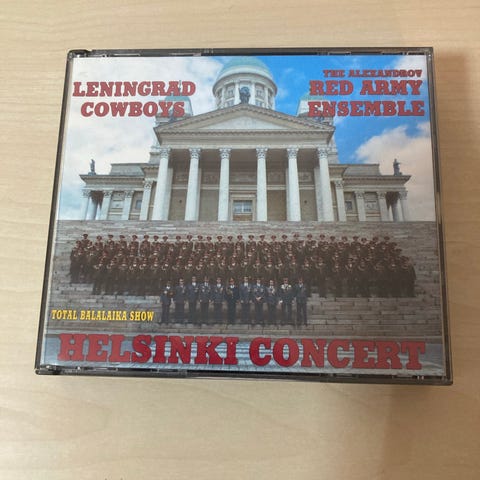 LENINGRAD
COWBOYS
THE ALEXANDROV
RED ARMY
ENSEMBLE
TOTAL BALALAIKA SHOW
HELSINKI CONCERT